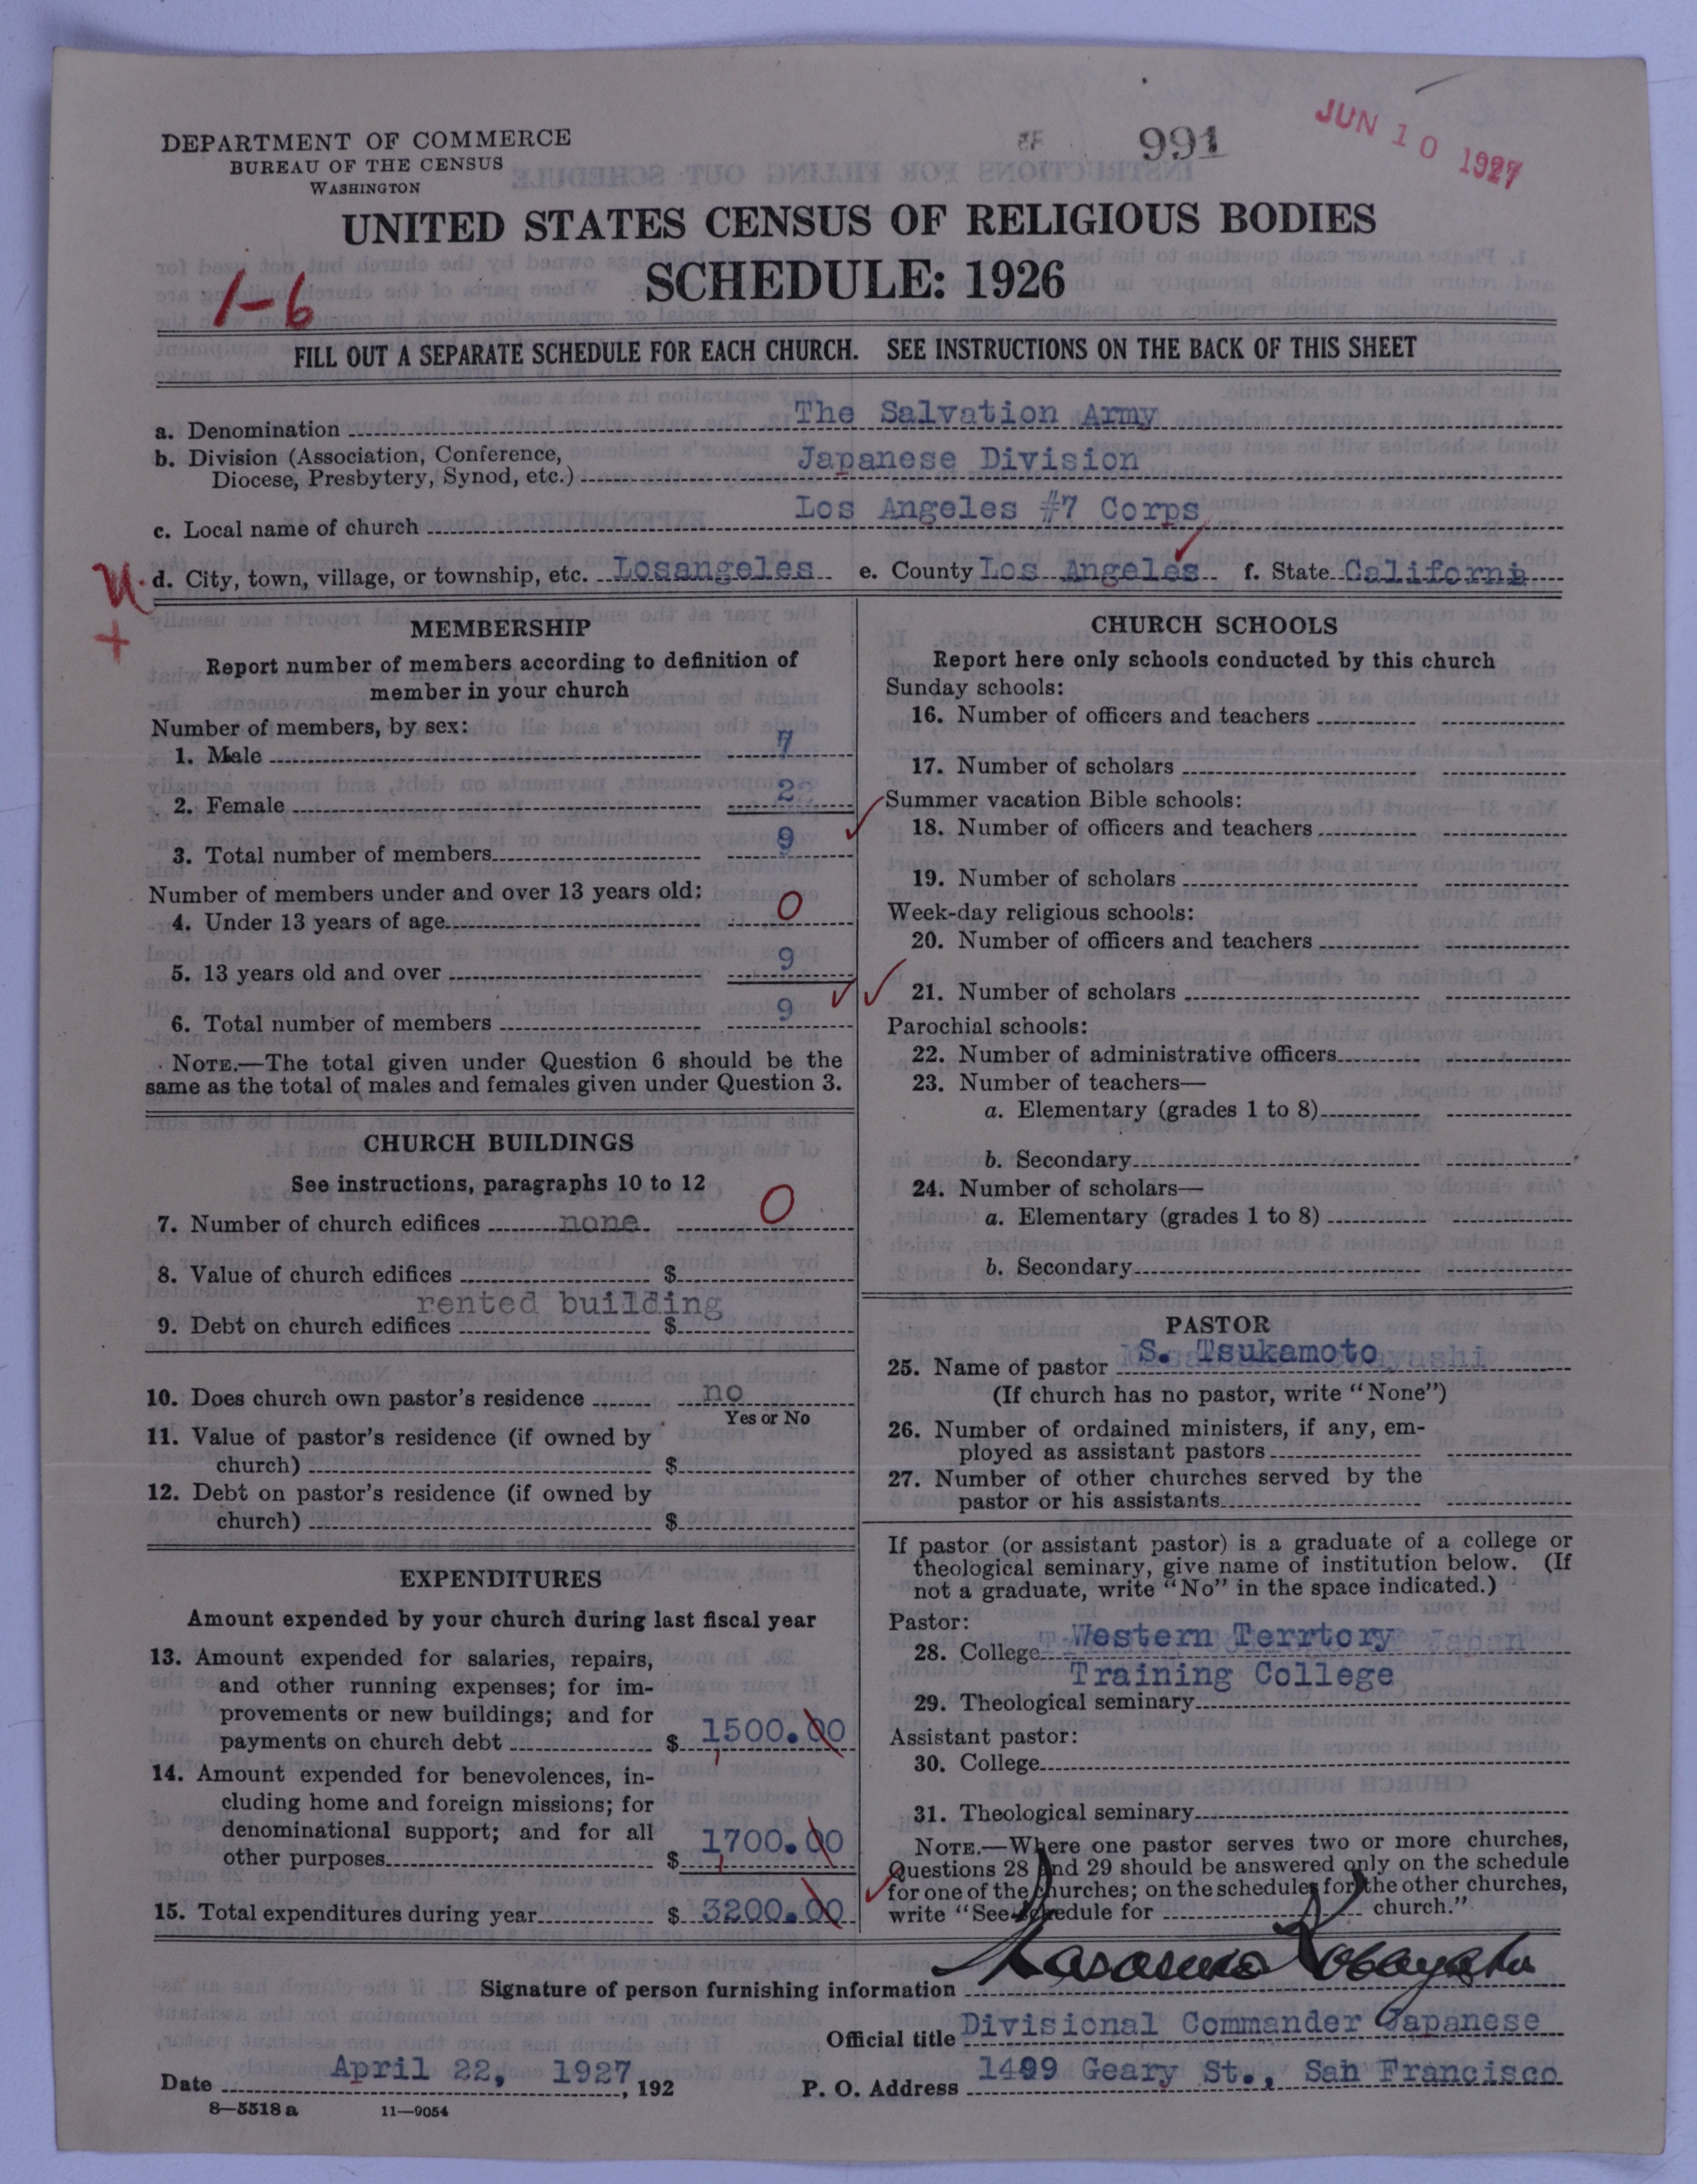 DEPARTMENT OF COMMERCE
BUREAU OF THE CENSUS
WASHINGTON
991
JUN 10 1927
UNITED STATES CENSUS OF RELIGIOUS BODIES
SCHEDULE: 1926
1-6
FILL OUT A SEPARATE SCHEDULE FOR EACH CHURCH. SEE INSTRUCTIONS ON THE BACK OF THIS SHEET
a. Denomination The Salvation Army
b. Division (Association, Conference, Diocese, Presbytery, Synod, etc.) Japanese Division
c. Local name of church Los Angeles #7 Corps
d. City, town, village, or township, etc. Losangeles e. County Los Angeles f. State Californi
MEMBERSHIP
Report number of members according to definition of
member in your church
Number of members, by sex:
1. Male 7
2. Female 2
3. Total number of members 9
Number of members under and over 13 years old:
4. Under 13 years of age 0
5. 13 years old and over 9
6. Total number of members 9
NOTE.—The total given under Question 6 should be the
same as the total of males and females given under Question 3.
CHURCH BUILDINGS
See instructions, paragraphs 10 to 12
7. Number of church edifices none 0
8. Value of church edifices $
rented building
9. Debt on church edifices $
10. Does church own pastor's residence no
Yes or No
11. Value of pastor's residence (if owned by
church) $
12. Debt on pastor's residence (if owned by
church) $
EXPENDITURES
Amount expended by your church during last fiscal year
13. Amount expended for salaries, repairs,
and other running expenses; for im-
provements or new buildings; and for
payments on church debt $ 1500.00
14. Amount expended for benevolences, in-
cluding home and foreign missions; for
denominational support; and for all
other purposes $ 1700.00
15. Total expenditures during year $ 3200.00
CHURCH SCHOOLS
Report here only schools conducted by this church
Sunday schools:
16. Number of officers and teachers
17. Number of scholars
Summer vacation Bible schools:
18. Number of officers and teachers
19. Number of scholars
Week-day religious schools:
20. Number of officers and teachers
21. Number of scholars
Parochial schools:
22. Number of administrative officers
23. Number of teachers—
a. Elementary (grades 1 to 8)
b. Secondary
24. Number of scholars—
a. Elementary (grades 1 to 8)
b. Secondary
PASTOR
25. Name of pastor S. Tsukamoto
(If church has no pastor, write "None")
26. Number of ordained ministers, if any, em-
ployed as assistant pastors
27. Number of other churches served by the
pastor or his assistants
If pastor (or assistant pastor) is a graduate of a college or
theological seminary, give name of institution below. (If
not a graduate, write "No" in the space indicated.)
Pastor:
28. College Western Terrtory
Training College
29. Theological seminary
Assistant pastor:
30. College
31. Theological seminary
NOTE.—Where one pastor serves two or more churches,
Questions 28 and 29 should be answered only on the schedule
for one of the churches; on the schedules for the other churches,
write "See schedule for church."
Signature of person furnishing information Masasuke Kobayashi
Official title Divisional Commander Japanese
Date April 22, 1927, 192 P. O. Address 1409 Geary St., San Francisco
8—5518 a 11—9054